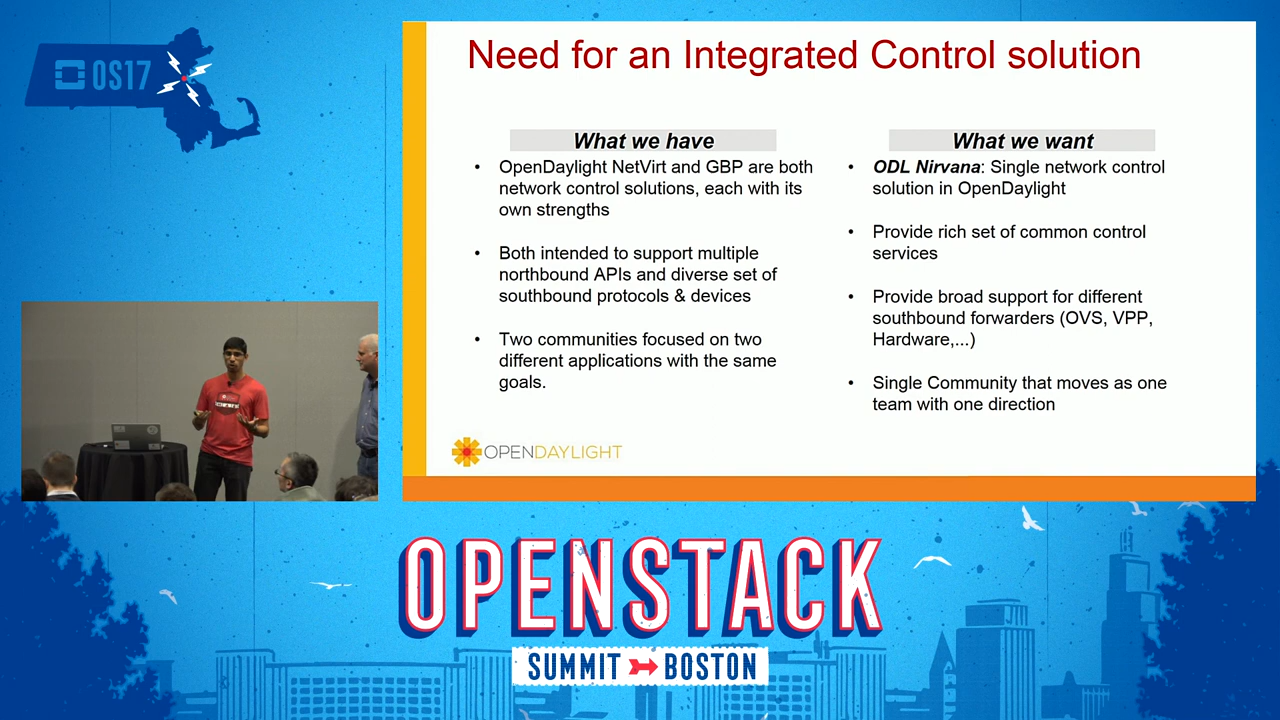 OS17
Need for an Integrated Control solution
What we have
• OpenDaylight NetVirt and GBP are both
network control solutions, each with its
own strengths
• Both intended to support multiple
northbound APIs and diverse set of
southbound protocols & devices
• Two communities focused on two
different applications with the same
goals.
What we want
• ODL Nirvana: Single network control
solution in OpenDaylight
• Provide rich set of common control
services
• Provide broad support for different
southbound forwarders (OVS, VPP,
Hardware,...)
• Single Community that moves as one
team with one direction
OPENDAYLIGHT
OPENSTACK
SUMMIT BOSTON